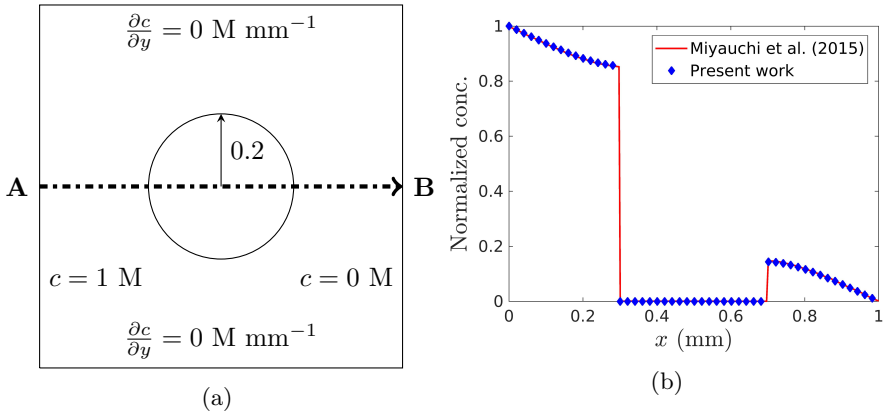 ∂c/∂y = 0 M mm⁻¹
0.2
A
B
c = 1 M
c = 0 M
∂c/∂y = 0 M mm⁻¹
(a)
Normalized conc.
1
0.8
0.6
0.4
0.2
0
0
0.2
0.4
0.6
0.8
1
x (mm)
Miyauchi et al. (2015)
Present work
(b)